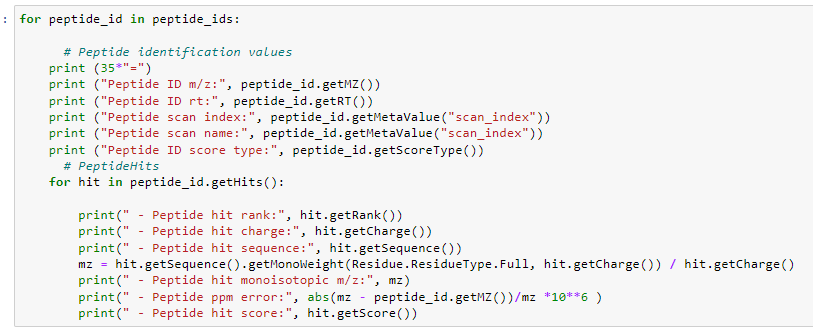 : for peptide_id in peptide_ids:
# Peptide identification values
print (35*"=")
print ("Peptide ID m/z:", peptide_id.getMZ())
print ("Peptide ID rt:", peptide_id.getRT())
print ("Peptide scan index:", peptide_id.getMetaValue("scan_index"))
print ("Peptide scan name:", peptide_id.getMetaValue("scan_index"))
print ("Peptide ID score type:", peptide_id.getScoreType())
# PeptideHits
for hit in peptide_id.getHits():
print(" - Peptide hit rank:", hit.getRank())
print(" - Peptide hit charge:", hit.getCharge())
print(" - Peptide hit sequence:", hit.getSequence())
mz = hit.getSequence().getMonoWeight(Residue.ResidueType.Full, hit.getCharge()) / hit.getCharge()
print(" - Peptide hit monoisotopic m/z:", mz)
print(" - Peptide ppm error:", abs(mz - peptide_id.getMZ())/mz *10**6 )
print(" - Peptide hit score:", hit.getScore())